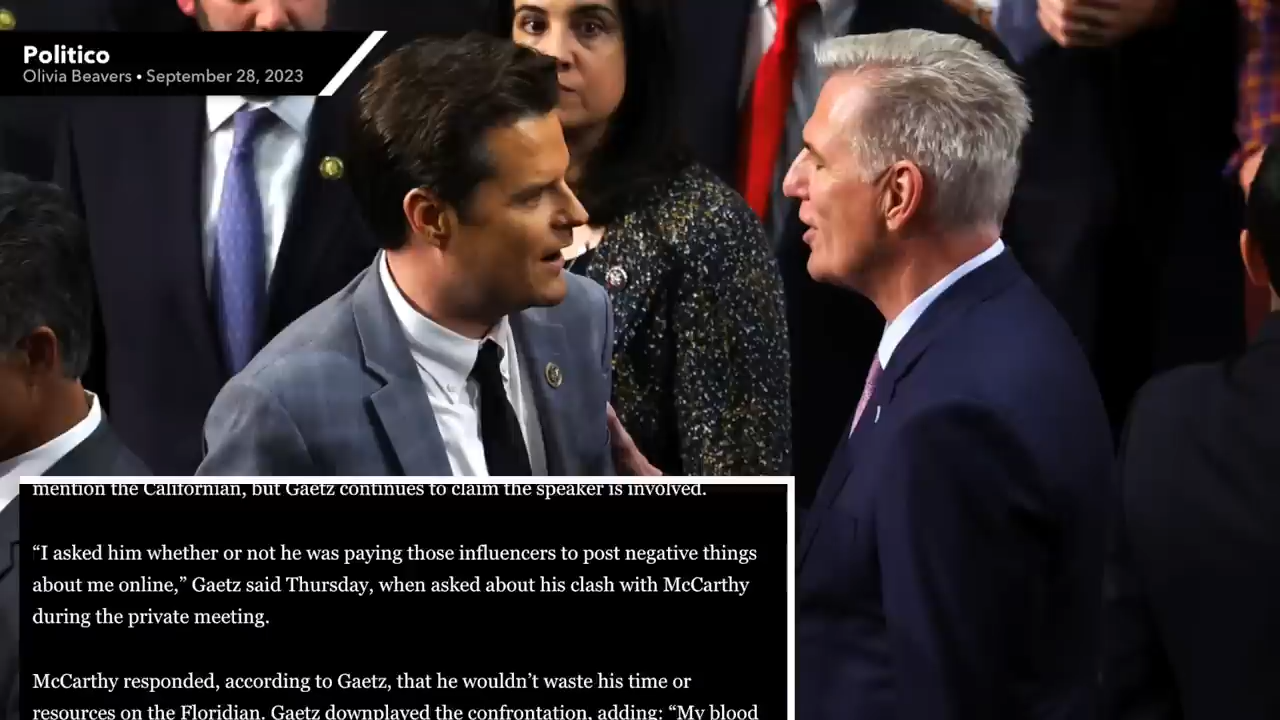 Politico
Olivia Beavers • September 28, 2023
mention the Californian, but Gaetz continues to claim the speaker is involved.
“I asked him whether or not he was paying those influencers to post negative things
about me online,” Gaetz said Thursday, when asked about his clash with McCarthy
during the private meeting.
McCarthy responded, according to Gaetz, that he wouldn’t waste his time or
resources on the Floridian. Gaetz downplayed the confrontation, adding: “My blood